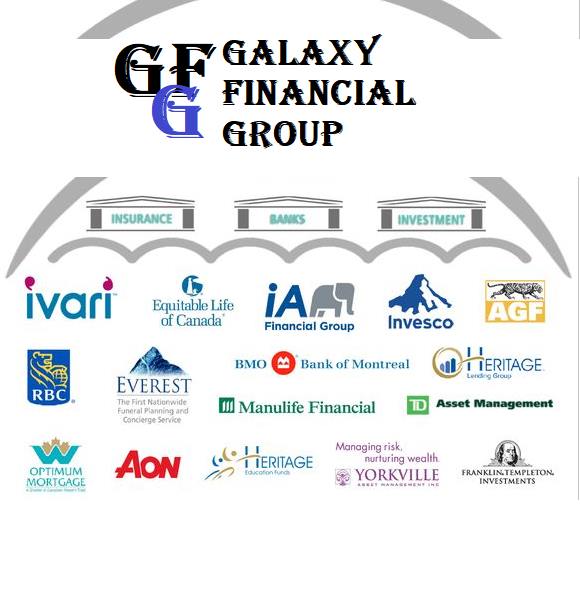 GFG
GALAXY
FINANCIAL
GROUP
INSURANCE
BANKS
INVESTMENT
ivari™
Equitable Life
of Canada®
iA
Financial Group
Invesco
AGF
RBC®
EVEREST
The First Nationwide
Funeral Planning and
Concierge Service
BMO Bank of Montreal
HERITAGE
Lending Group
Manulife Financial
TD Asset Management
OPTIMUM
MORTGAGE
AON
HERITAGE
Education Funds
Managing risk,
nurturing wealth.
YORKVILLE
ASSET MANAGEMENT INC
FRANKLIN TEMPLETON
INVESTMENTS